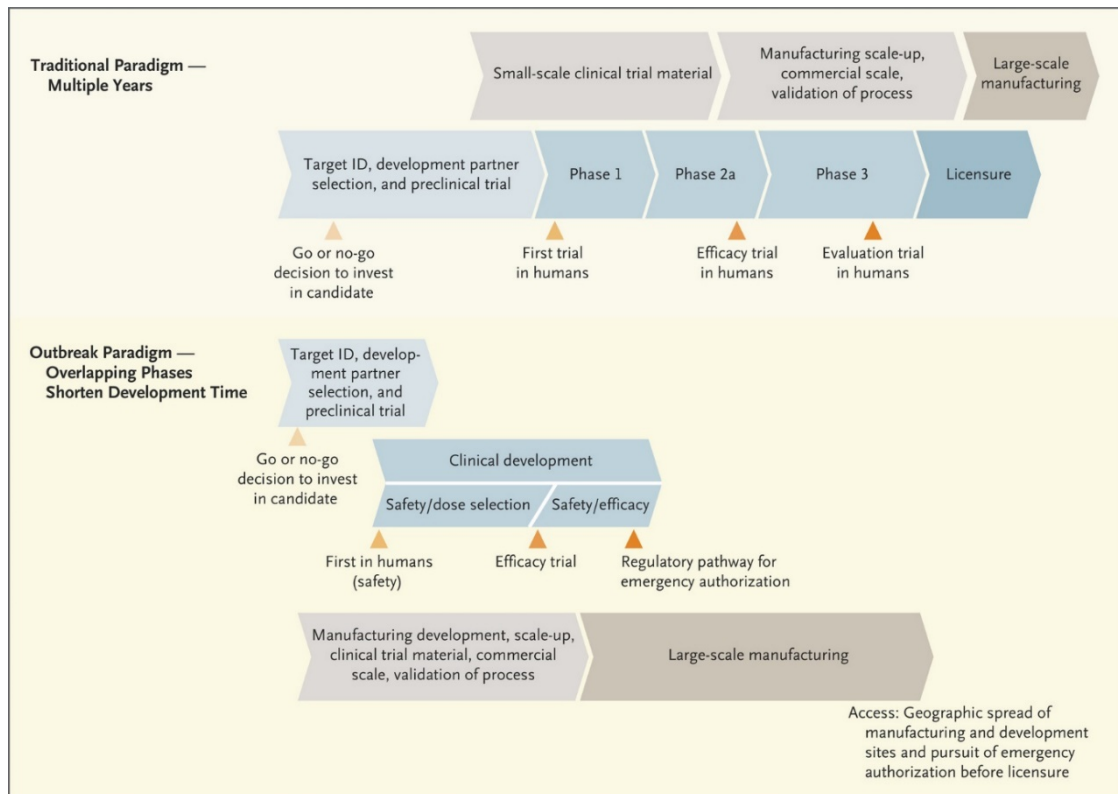 Traditional Paradigm —
Multiple Years
Small-scale clinical trial material
Manufacturing scale-up,
commercial scale,
validation of process
Large-scale
manufacturing
Target ID, development partner
selection, and preclinical trial
Phase 1
Phase 2a
Phase 3
Licensure
Go or no-go
decision to invest
in candidate
First trial
in humans
Efficacy trial
in humans
Evaluation trial
in humans
Outbreak Paradigm —
Overlapping Phases
Shorten Development Time
Target ID, develop-
ment partner
selection, and
preclinical trial
Go or no-go
decision to invest
in candidate
Clinical development
Safety/dose selection
Safety/efficacy
First in humans
(safety)
Efficacy trial
Regulatory pathway for
emergency authorization
Manufacturing development, scale-up,
clinical trial material, commercial
scale, validation of process
Large-scale manufacturing
Access: Geographic spread of
manufacturing and development
sites and pursuit of emergency
authorization before licensure